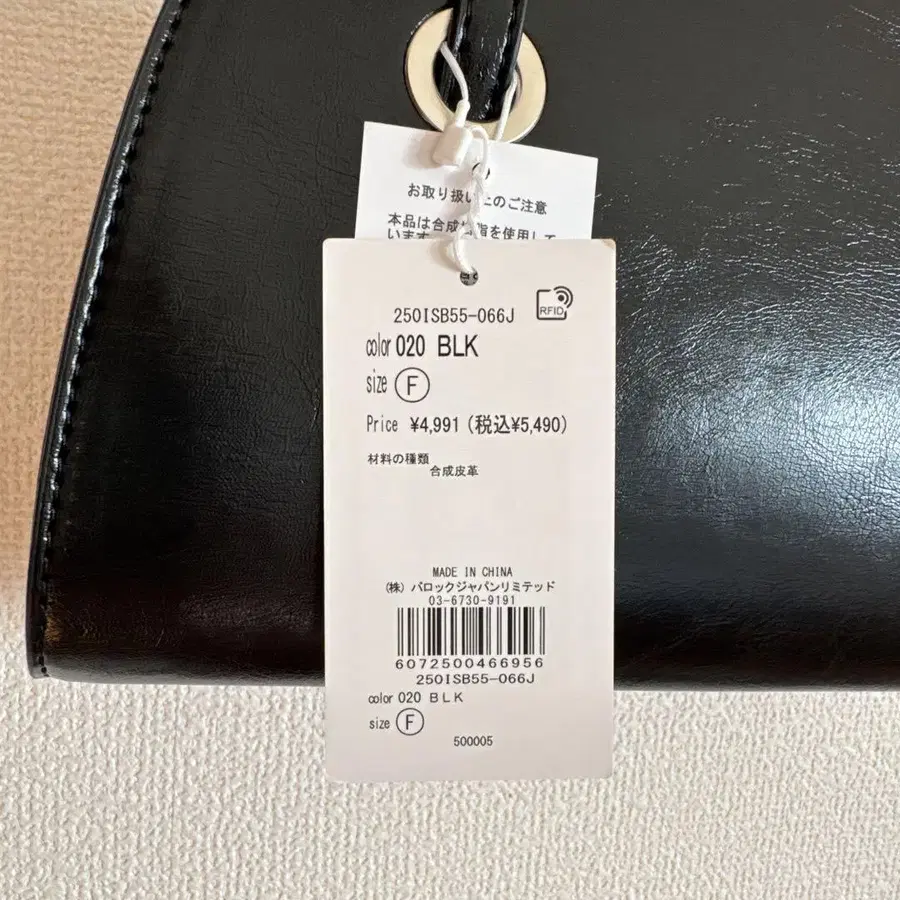 お取り扱い上のご注意
本品は合成樹脂を使用して
います
250ISB55-066J
RFID
color 020 BLK
size F
Price ¥4,991 (税込¥5,490)
材料の種類
合成皮革
MADE IN CHINA
(株) バロックジャパンリミテッド
03-6730-9191
6072500466956
250ISB55-066J
color 020 BLK
size F
500005